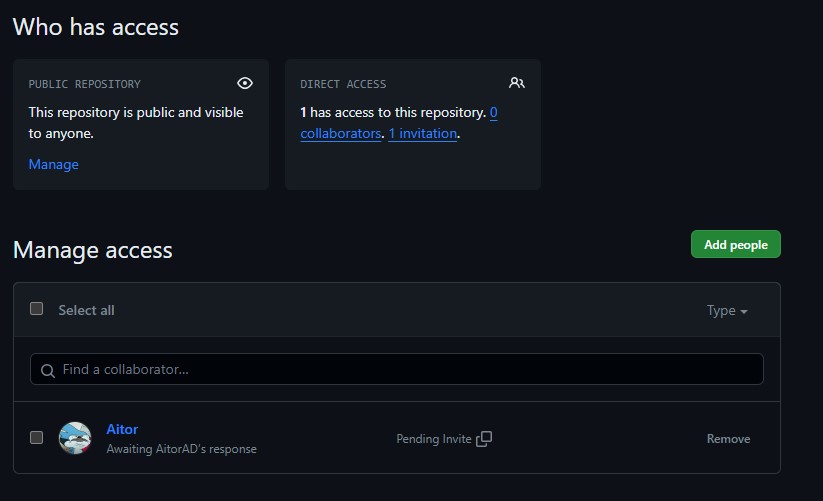 Who has access
PUBLIC REPOSITORY
This repository is public and visible
to anyone.
Manage
DIRECT ACCESS
1 has access to this repository. 0
collaborators. 1 invitation.
Manage access
Add people
Select all
Type
Find a collaborator...
Aitor
Awaiting AitorAD's response
Pending Invite
Remove